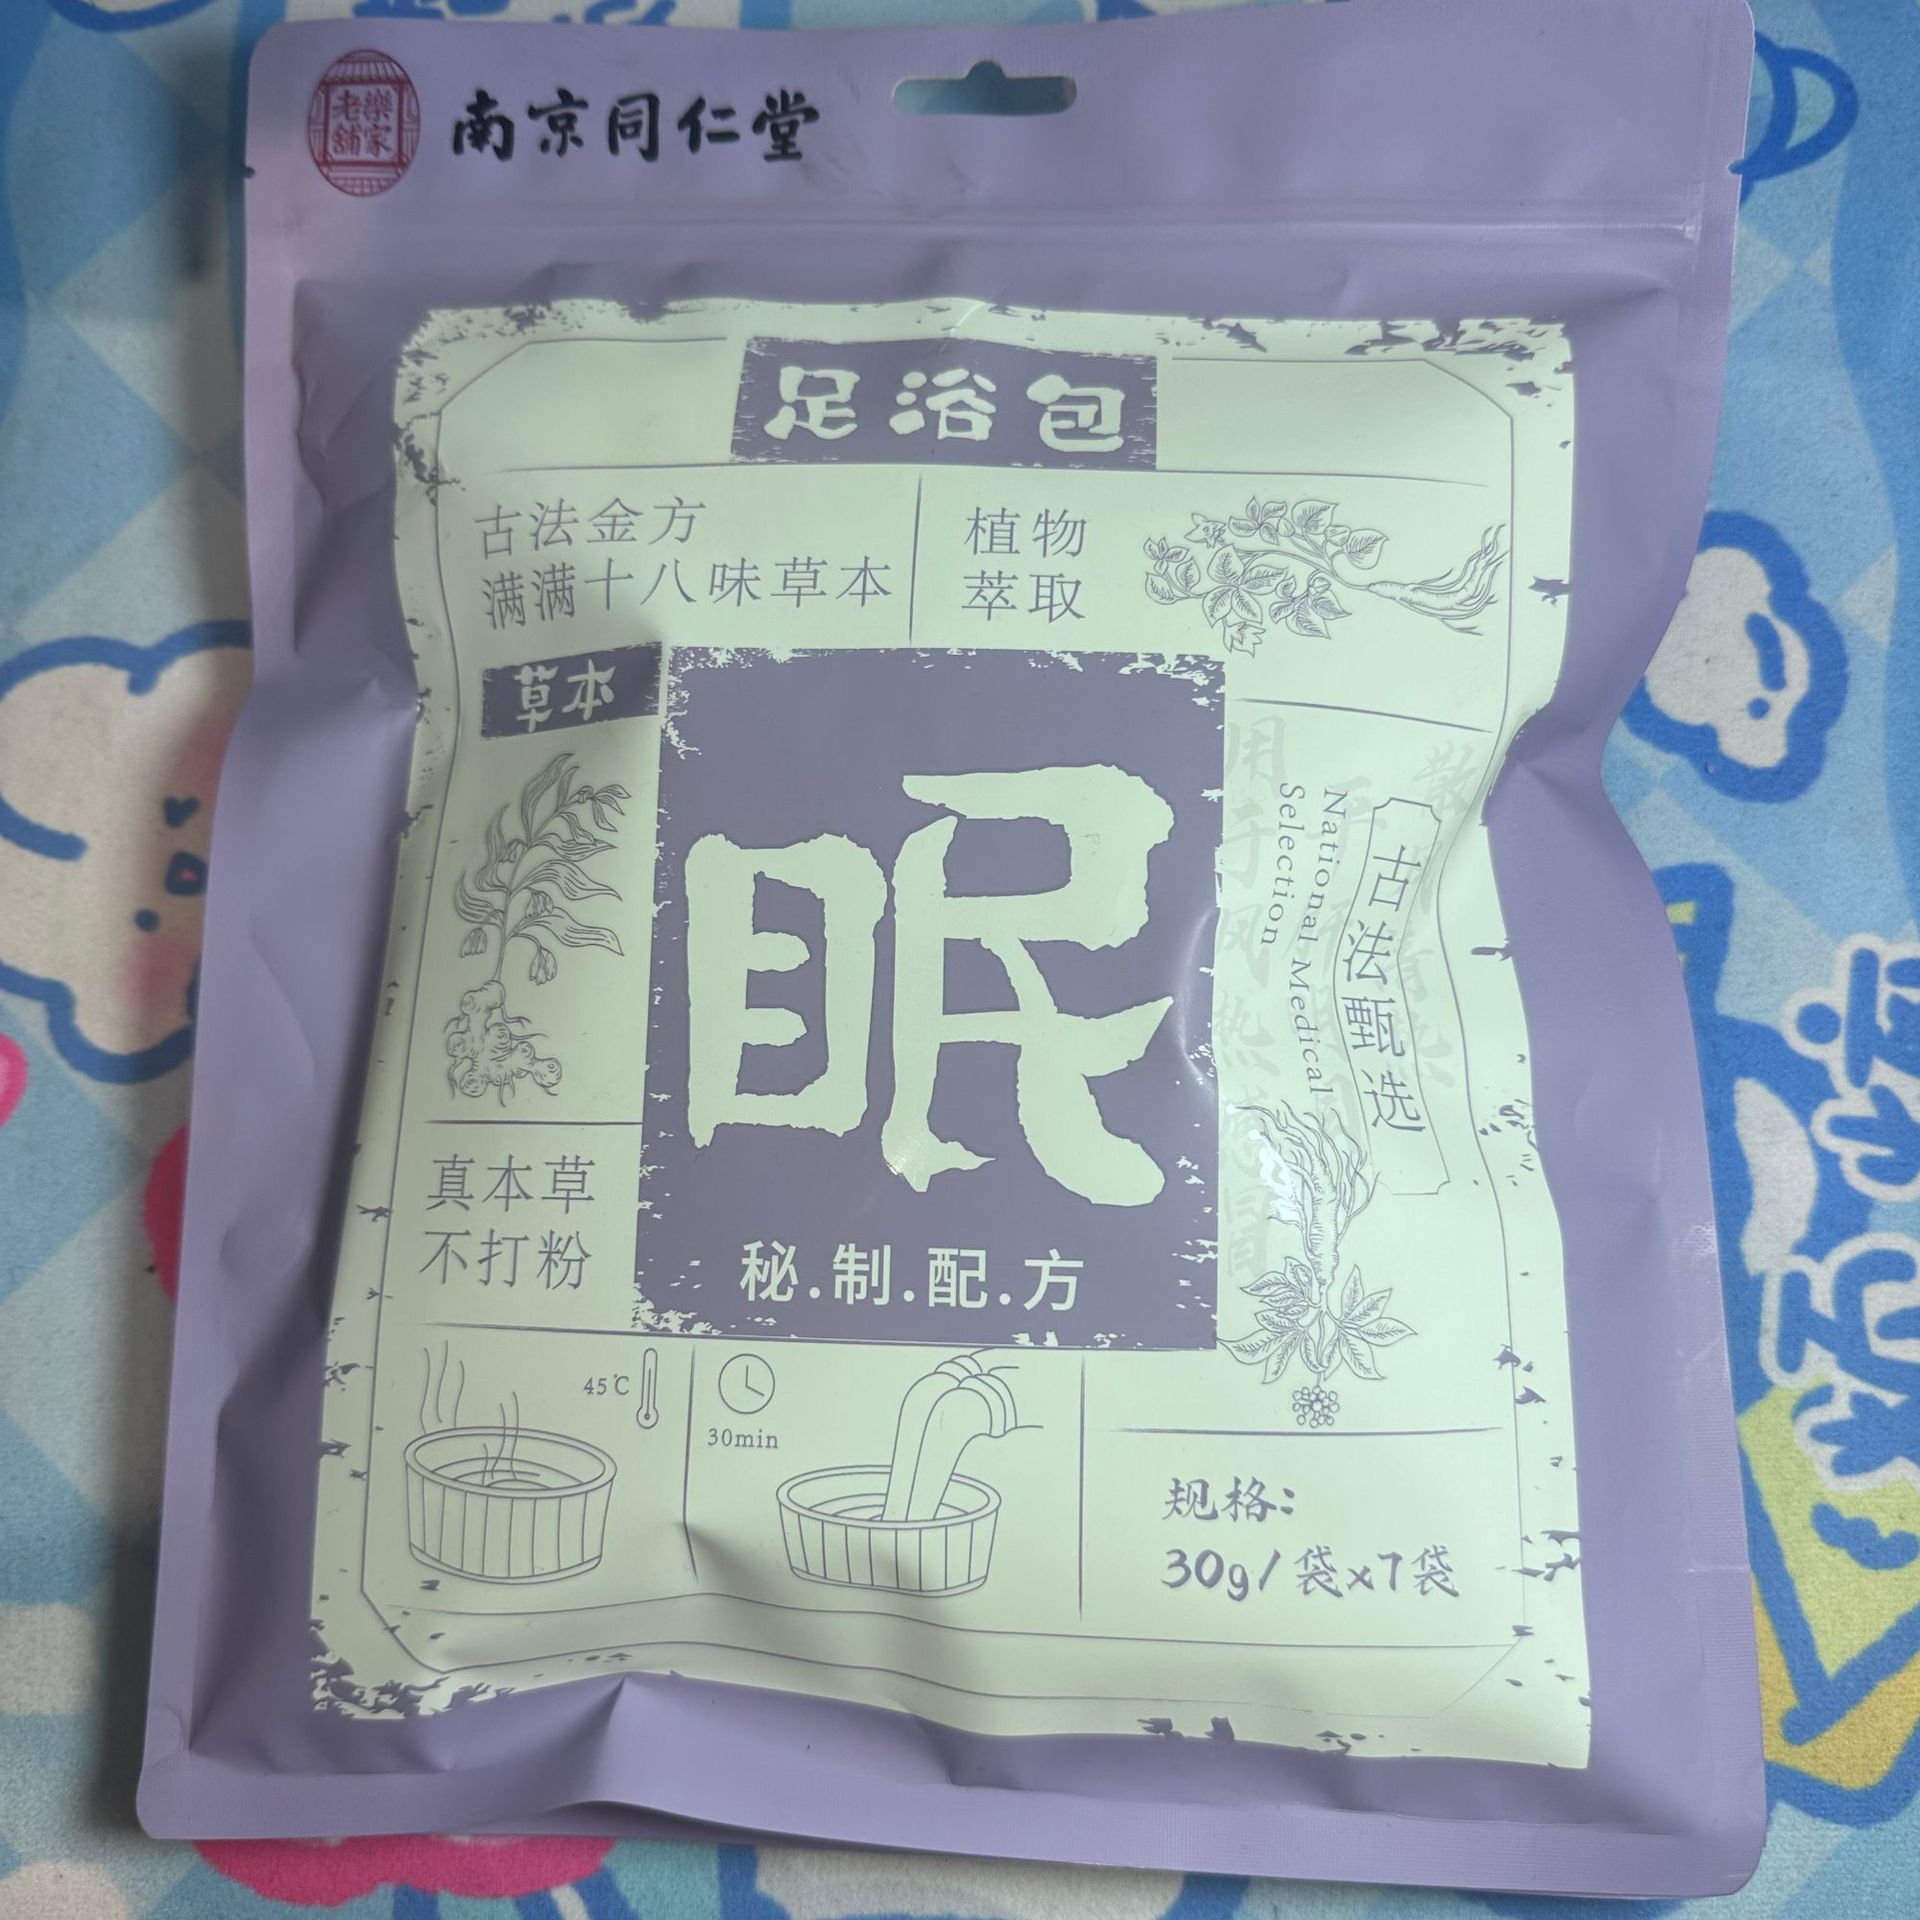 樂家老舖
南京同仁堂
足浴包
古法金方
满满十八味草本
植物
萃取
草本
眠
秘.制.配.方
古法甄选
National Medical
Selection
真本草
不打粉
45℃
30min
规格:
30g/袋x7袋